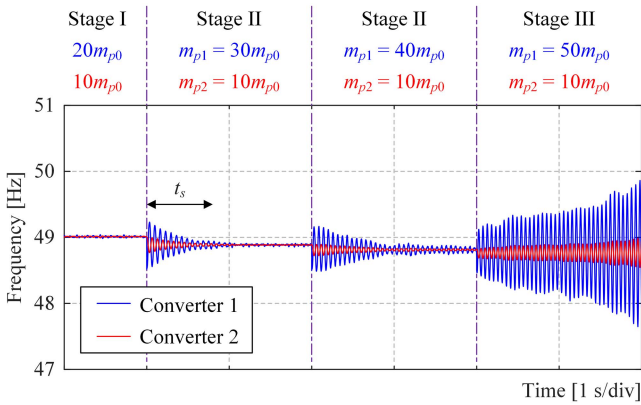 Stage I Stage II Stage II Stage III
20mp0 mp1 = 30mp0 mp1 = 40mp0 mp1 = 50mp0
10mp0 mp2 = 10mp0 mp2 = 10mp0 mp2 = 10mp0
51
50
49
48
47
Frequency [Hz]
ts
Converter 1
Converter 2
Time [1 s/div]